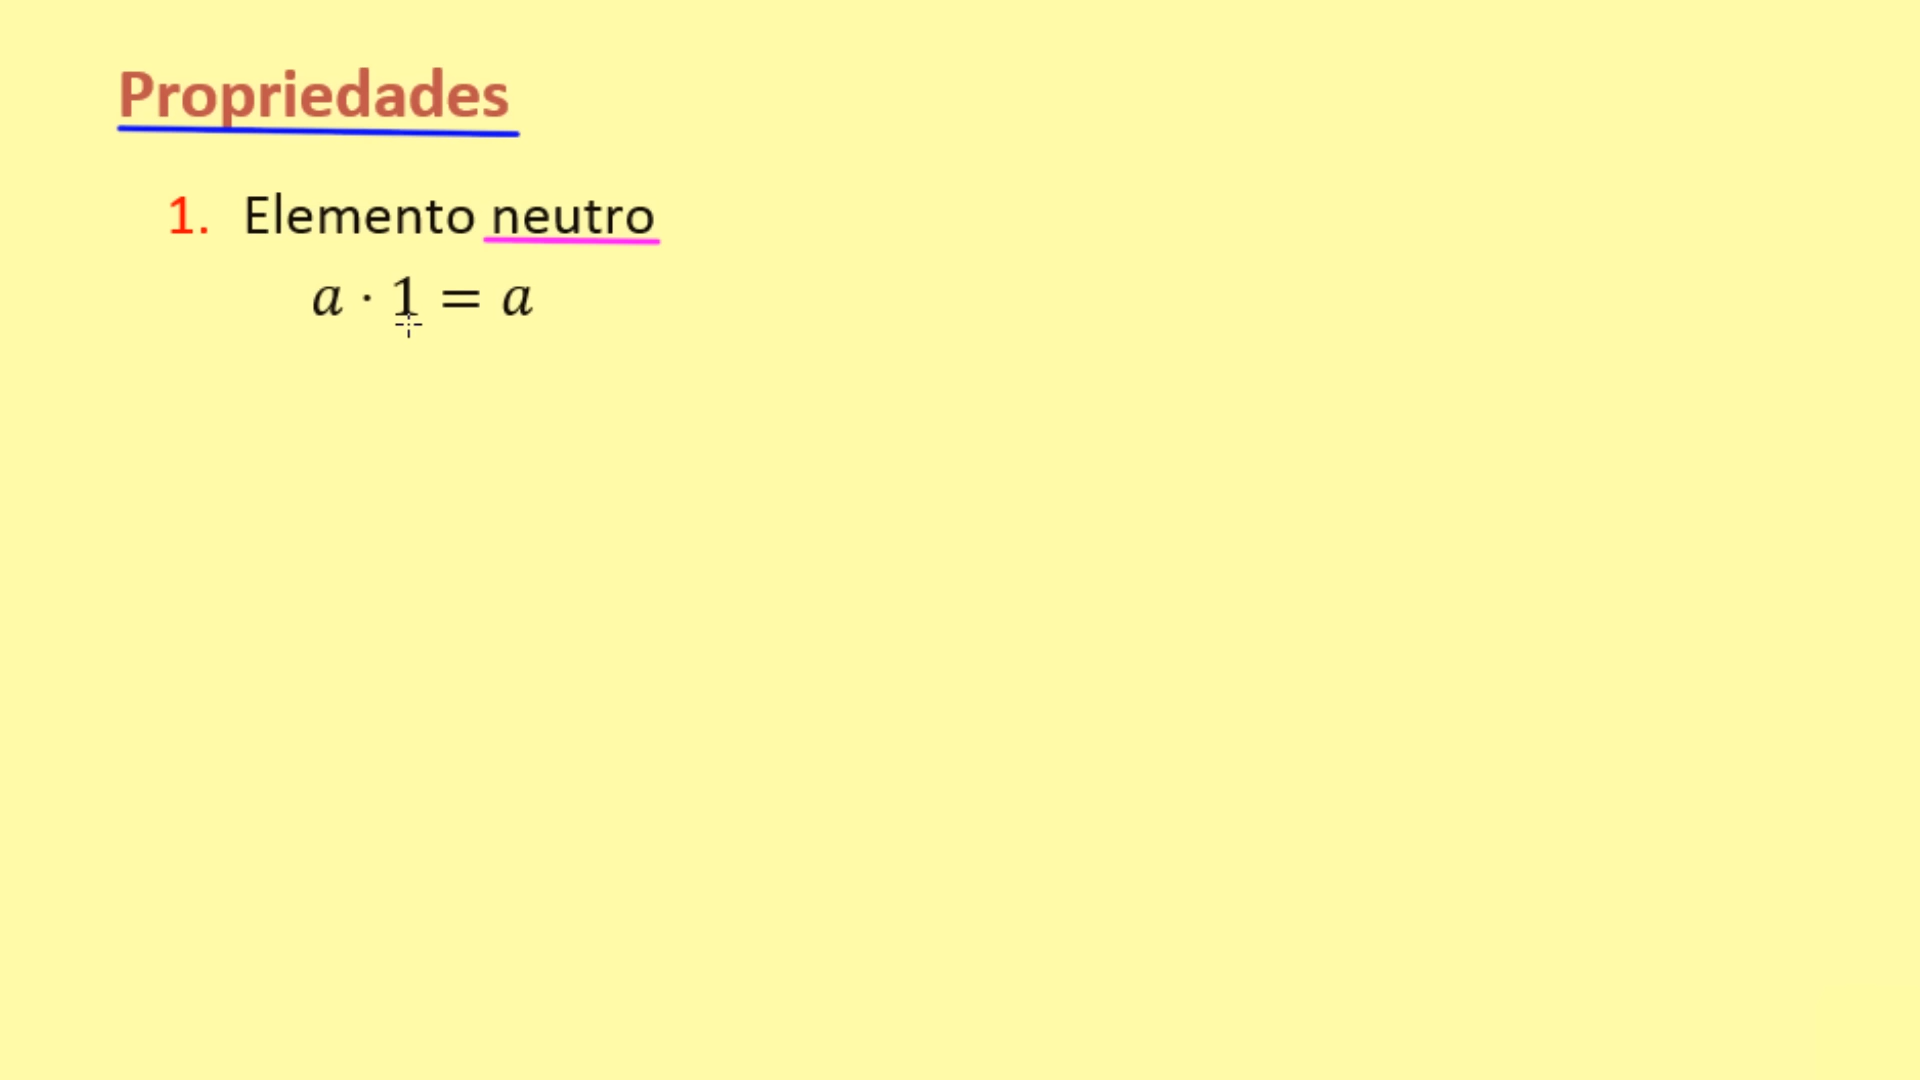 Propriedades
1. Elemento neutro
a · 1 = a